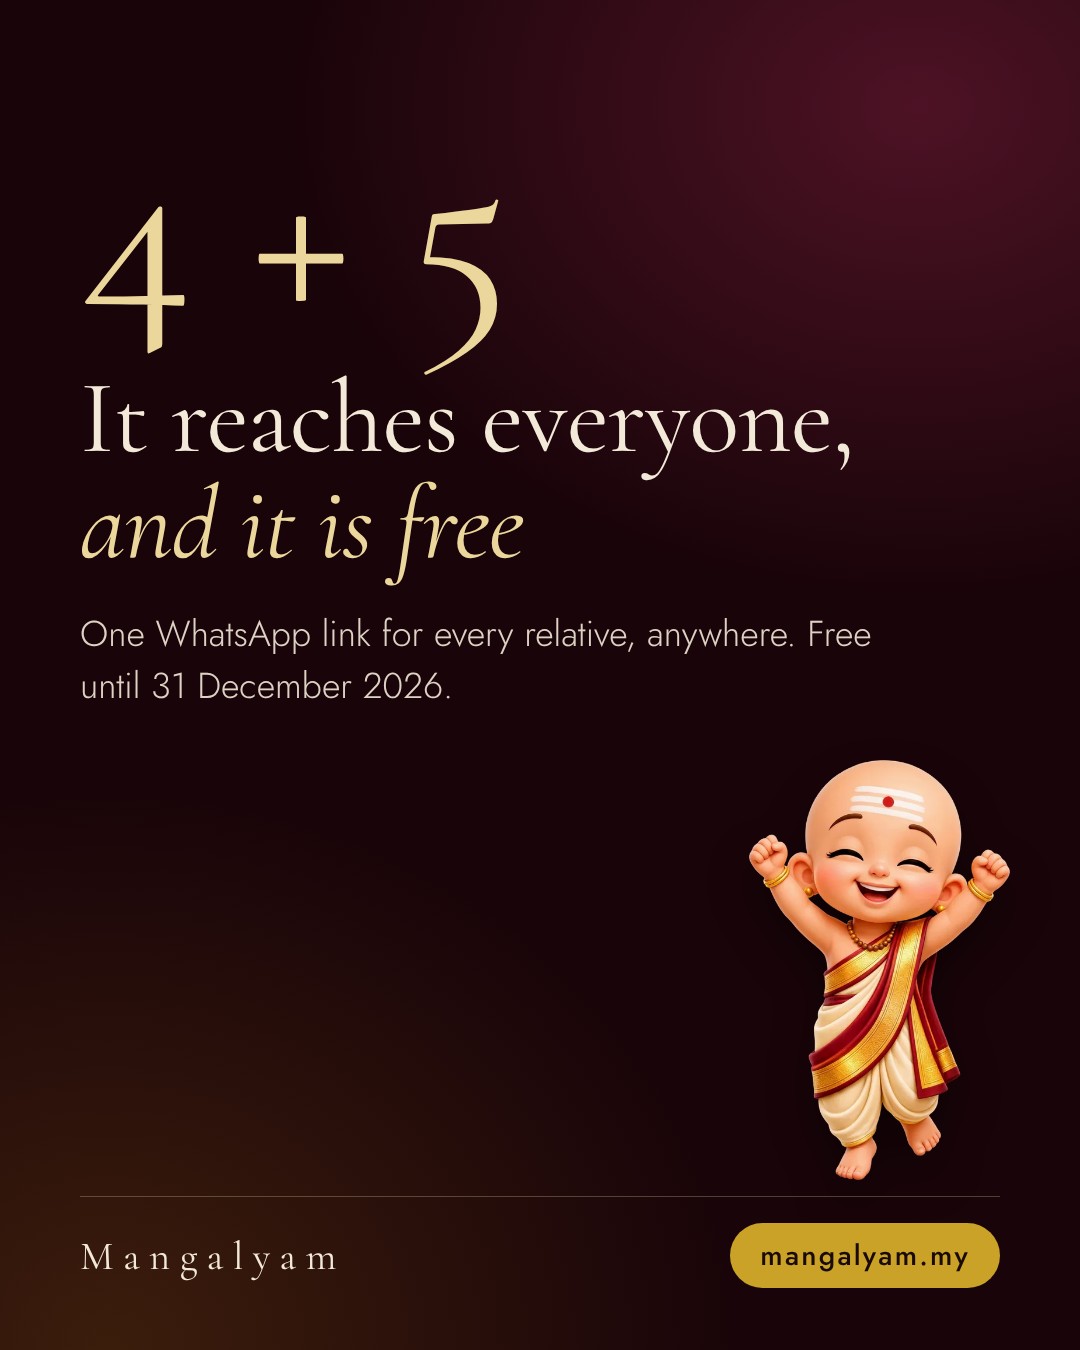 4 + 5
It reaches everyone,
and it is free
One WhatsApp link for every relative, anywhere. Free
until 31 December 2026.
Mangalyam
mangalyam.my